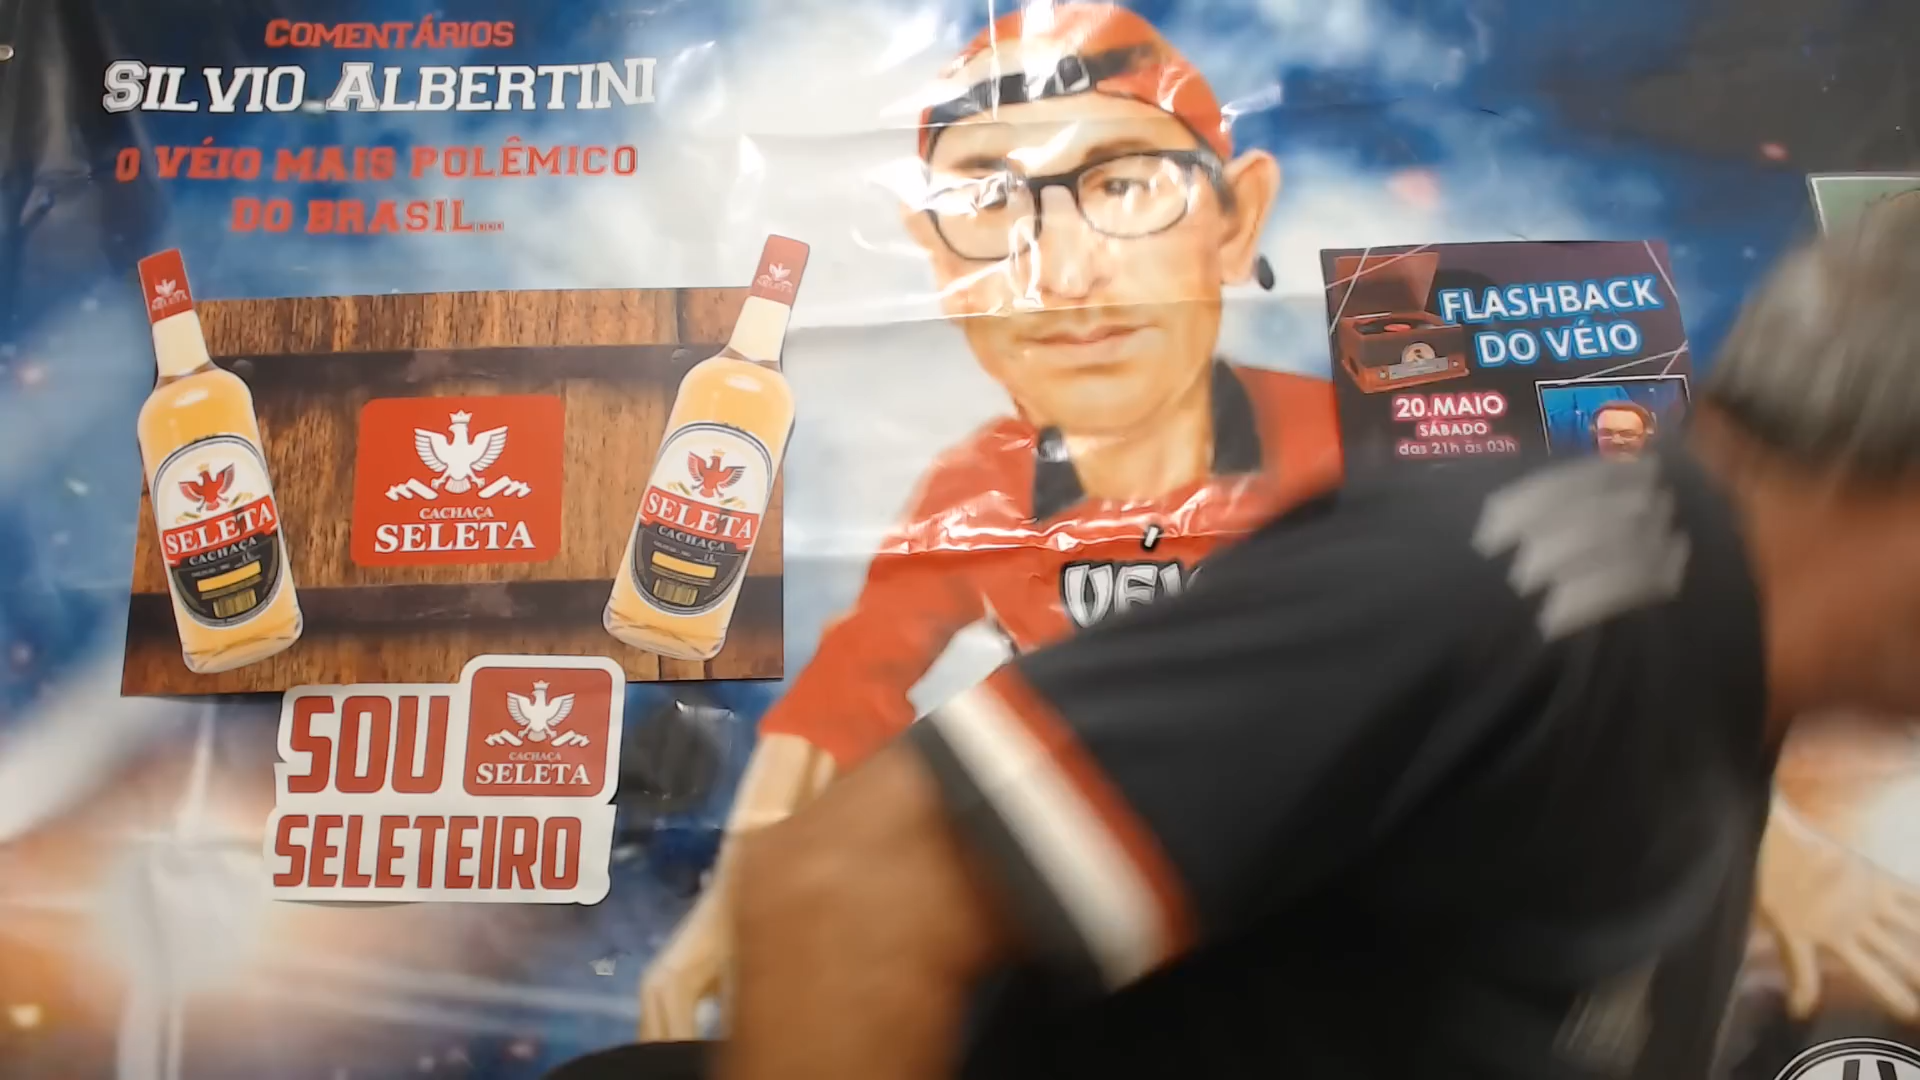 COMENTÁRIOS
SILVIO ALBERTINI
O VÉIO MAIS POLÊMICO
DO BRASIL...
SELETA
SELETA
CACHAÇA
CACHAÇA
SELETA
SELETA
CACHAÇA
SOU
CACHAÇA
SELETA
SELETEIRO
FLASHBACK
DO VÉIO
20.MAIO
SÁBADO
das 21h às 03h